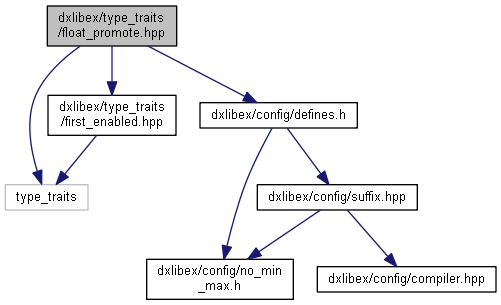 dxlibex/type_traits
/float_promote.hpp
dxlibex/type_traits
/first_enabled.hpp
dxlibex/config/defines.h
type_traits
dxlibex/config/suffix.hpp
dxlibex/config/no_min
_max.h
dxlibex/config/compiler.hpp